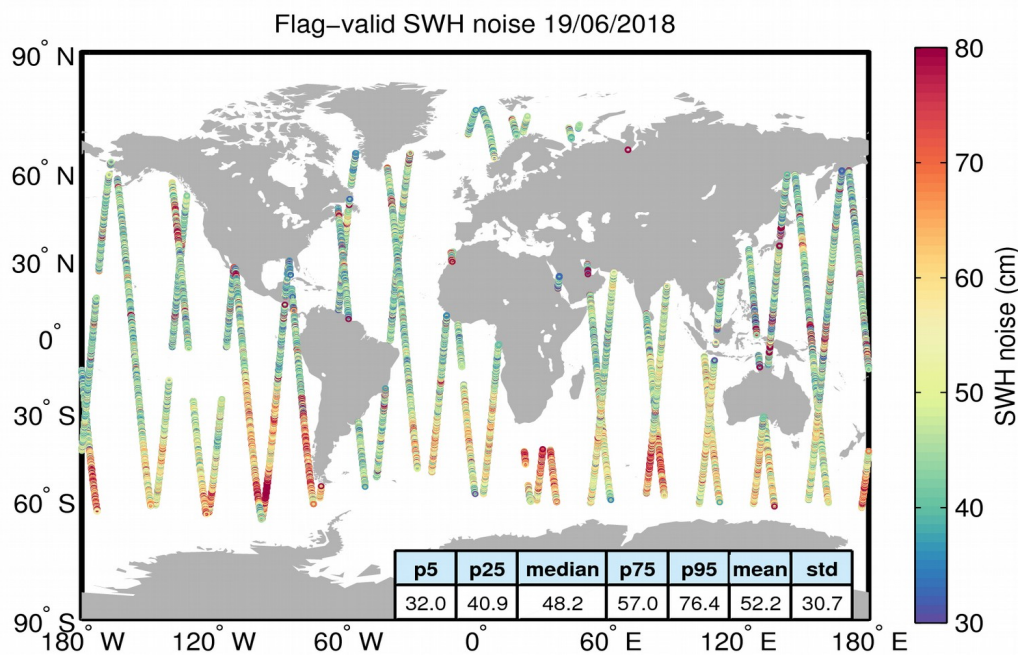 Flag−valid SWH noise 19/06/2018
90° N
60° N
30° N
0°
30° S
60° S
90° S
180° W
120° W
60° W
0°
60° E
120° E
180° E
80
70
60
50
40
30
SWH noise (cm)
p5 p25 median p75 p95 mean std
32.0 40.9 48.2 57.0 76.4 52.2 30.7